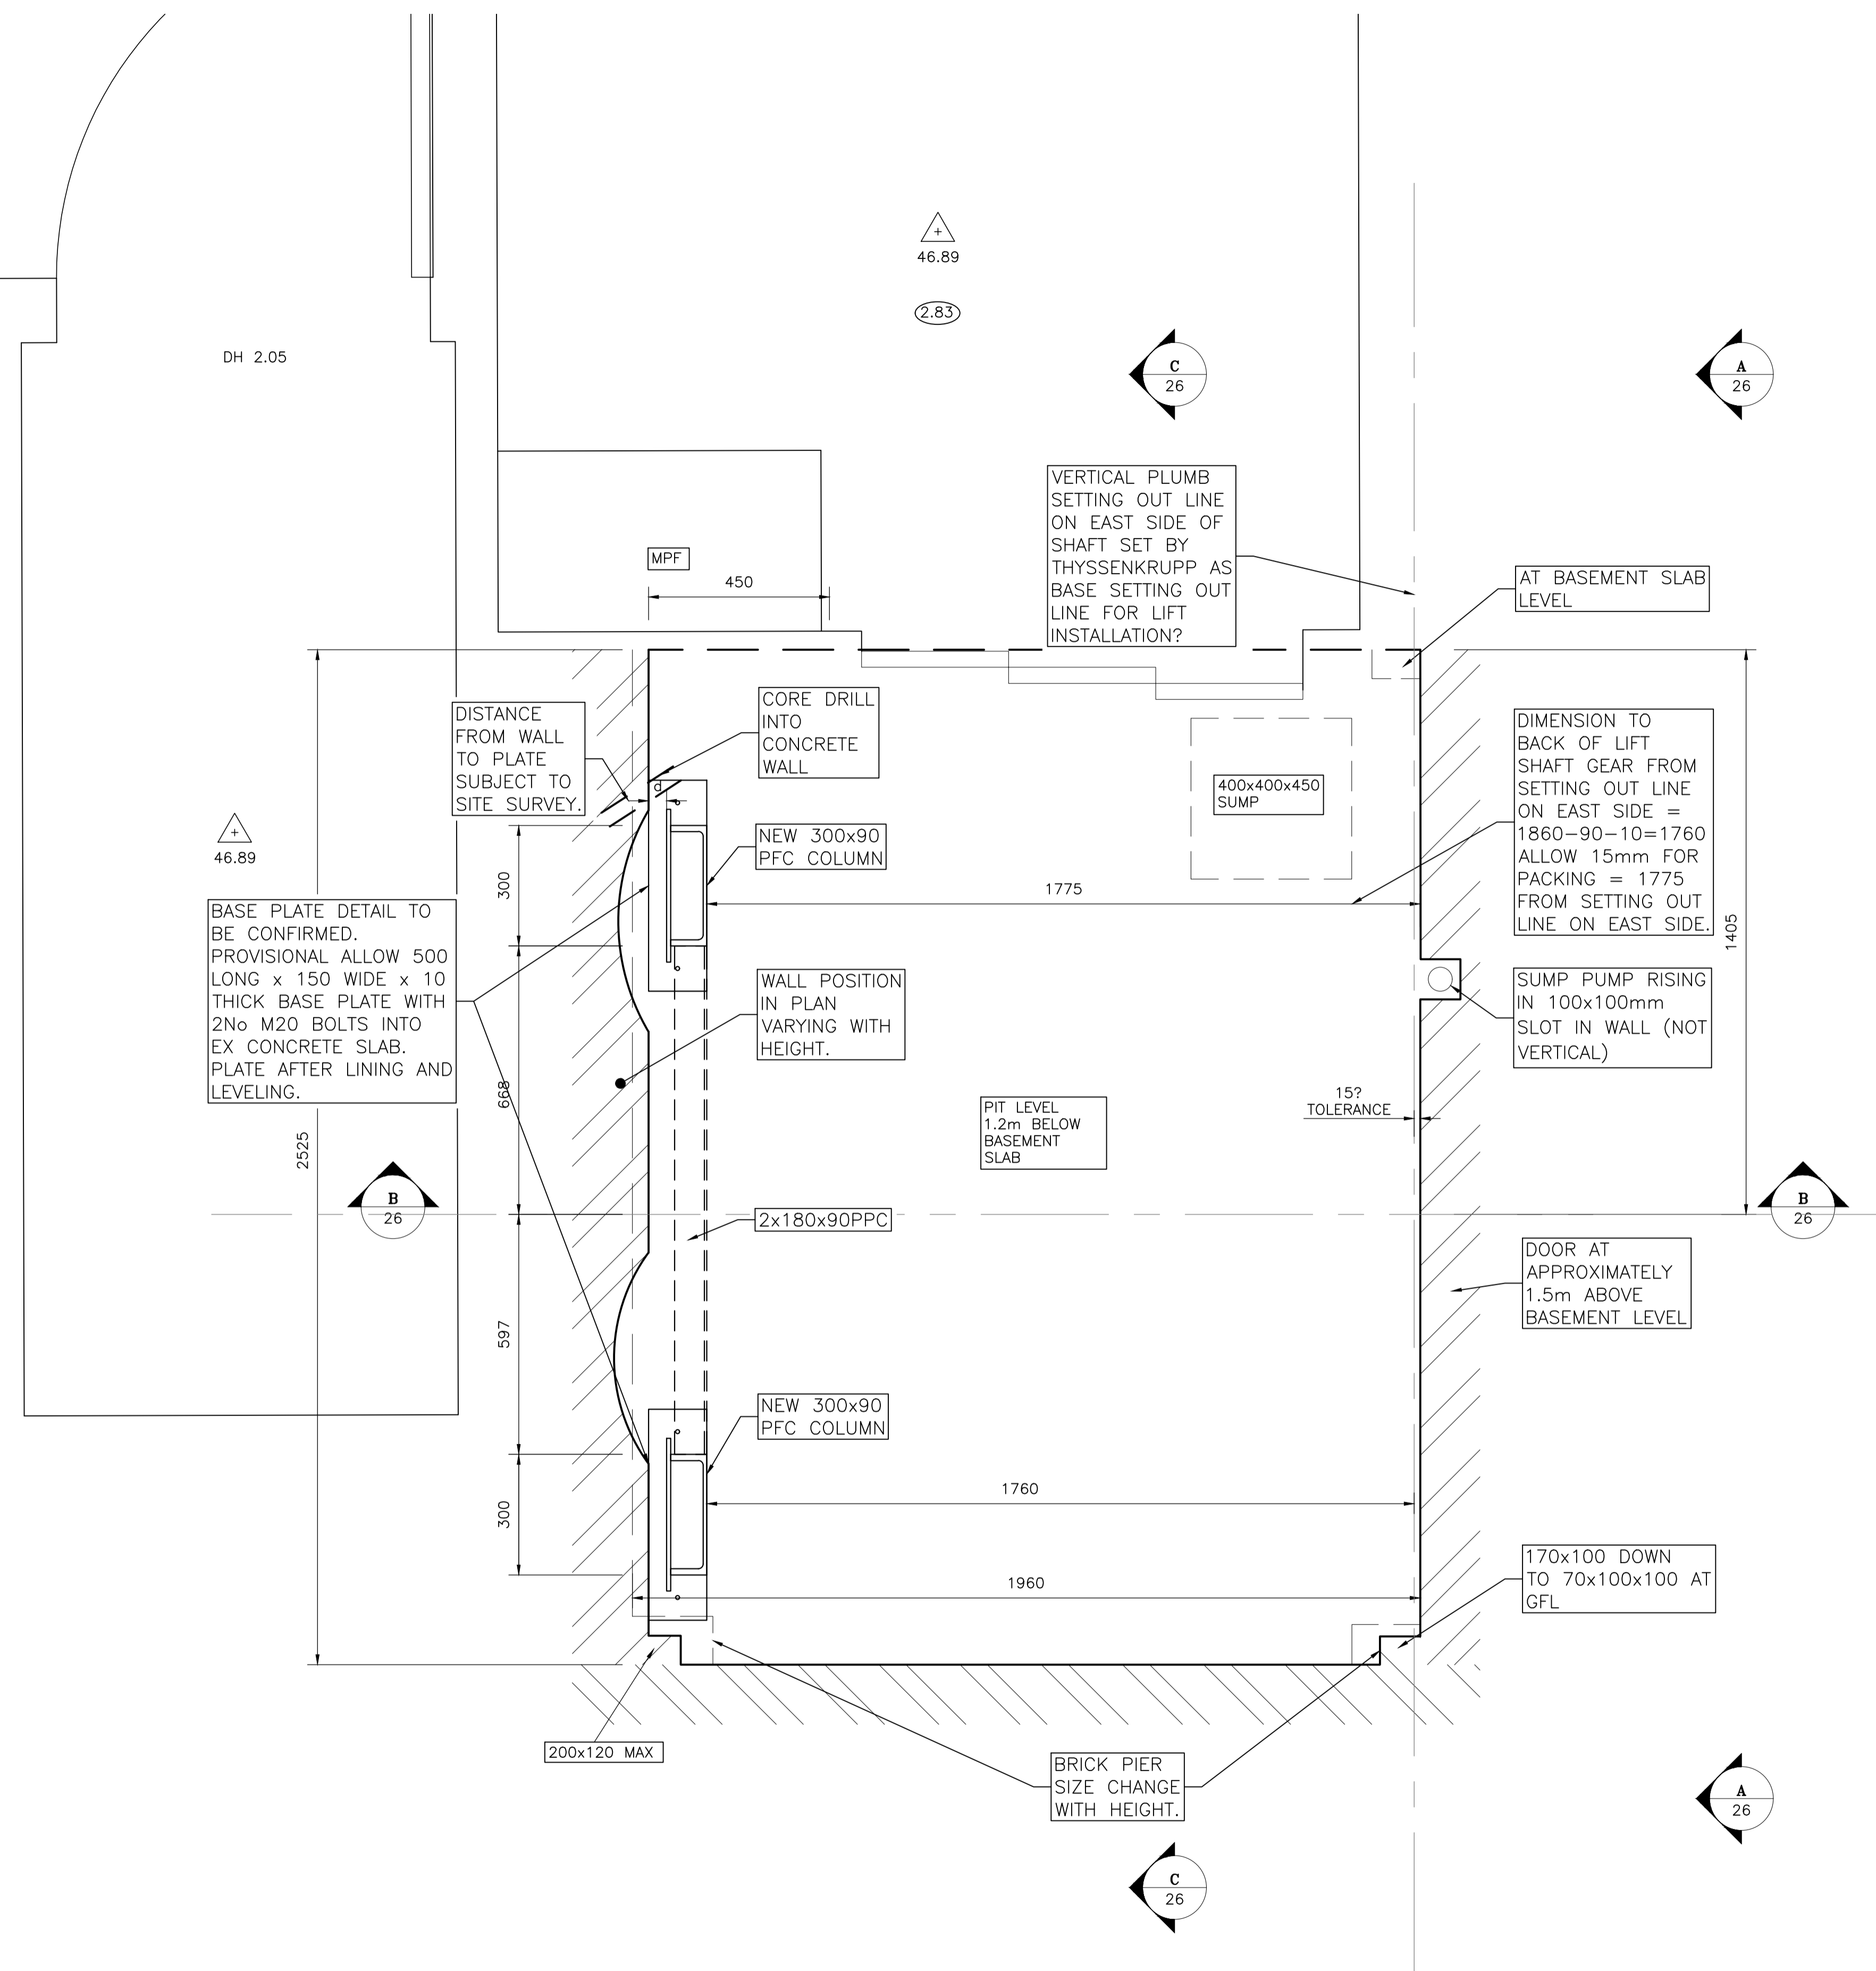 46.89
2.83
DH 2.05
C
26
A
26
VERTICAL PLUMB
SETTING OUT LINE
ON EAST SIDE OF
SHAFT SET BY
THYSSENKRUPP AS
BASE SETTING OUT
LINE FOR LIFT
INSTALLATION?
MPF
450
AT BASEMENT SLAB
LEVEL
DISTANCE
FROM WALL
TO PLATE
SUBJECT TO
SITE SURVEY.
CORE DRILL
INTO
CONCRETE
WALL
d
400x400x450
SUMP
DIMENSION TO
BACK OF LIFT
SHAFT GEAR FROM
SETTING OUT LINE
ON EAST SIDE =
1860-90-10=1760
ALLOW 15mm FOR
PACKING = 1775
FROM SETTING OUT
LINE ON EAST SIDE.
46.89
NEW 300x90
PFC COLUMN
300
1775
1405
BASE PLATE DETAIL TO
BE CONFIRMED.
PROVISIONAL ALLOW 500
LONG x 150 WIDE x 10
THICK BASE PLATE WITH
2No M20 BOLTS INTO
EX CONCRETE SLAB.
PLATE AFTER LINING AND
LEVELING.
WALL POSITION
IN PLAN
VARYING WITH
HEIGHT.
SUMP PUMP RISING
IN 100x100mm
SLOT IN WALL (NOT
VERTICAL)
668
PIT LEVEL
1.2m BELOW
BASEMENT
SLAB
15?
TOLERANCE
2525
B
26
B
26
2x180x90PPC
DOOR AT
APPROXIMATELY
1.5m ABOVE
BASEMENT LEVEL
597
NEW 300x90
PFC COLUMN
300
1760
1960
170x100 DOWN
TO 70x100x100 AT
GFL
200x120 MAX
BRICK PIER
SIZE CHANGE
WITH HEIGHT.
A
26
C
26